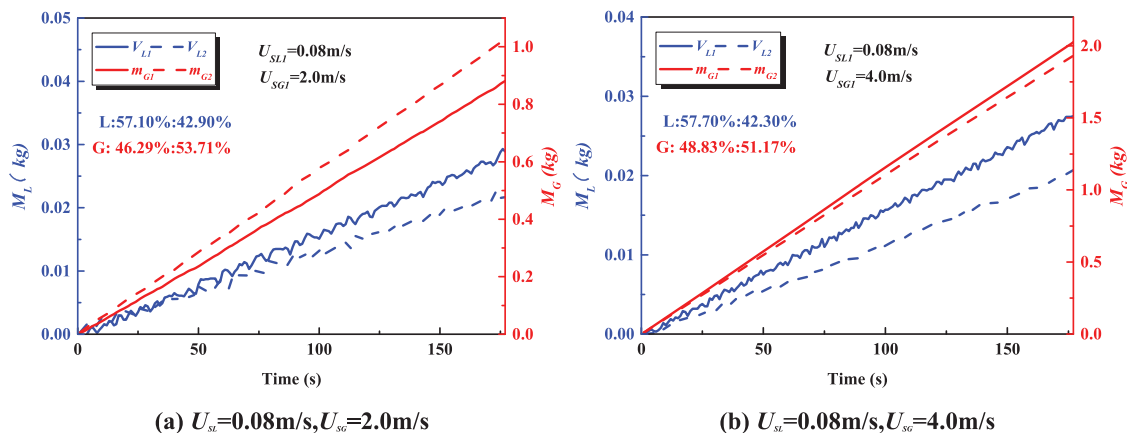 0.05
0.04
0.03
0.02
0.01
0.00
M_L ( kg)
V_L1 V_L2
m_G1 m_G2
U_SL1=0.08m/s
U_SG1=2.0m/s
L:57.10%:42.90%
G: 46.29%:53.71%
1.0
0.8
0.6
0.4
0.2
0.0
M_G (kg)
0 50 100 150
Time (s)
(a) U_SL=0.08m/s,U_SG=2.0m/s
0.04
0.03
0.02
0.01
0.00
M_L ( kg)
V_L1 V_L2
m_G1 m_G2
U_SL1=0.08m/s
U_SG1=4.0m/s
L:57.70%:42.30%
G: 48.83%:51.17%
2.0
1.5
1.0
0.5
0.0
M_G (kg)
0 50 100 150
Time (s)
(b) U_SL=0.08m/s,U_SG=4.0m/s